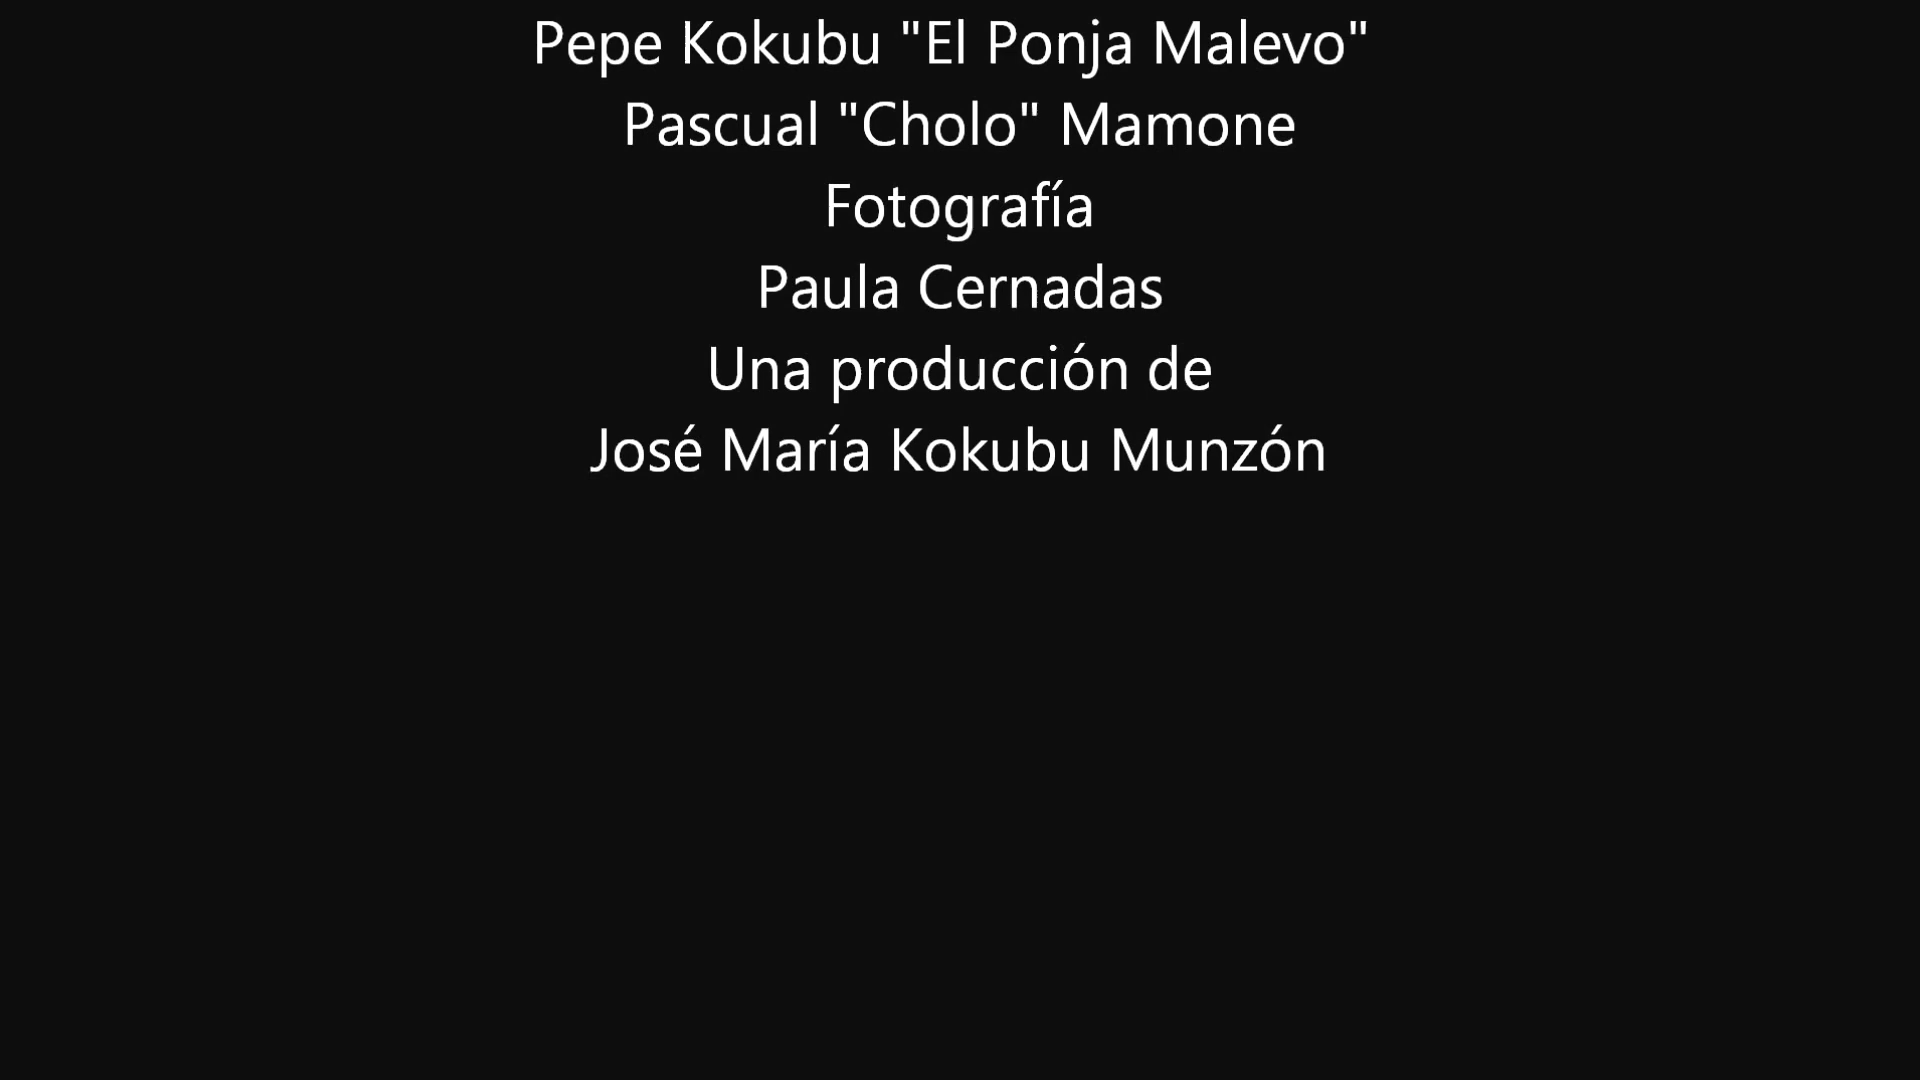 Pepe Kokubu "El Ponja Malevo"
Pascual "Cholo" Mamone
Fotografía
Paula Cernadas
Una producción de
José María Kokubu Munzón